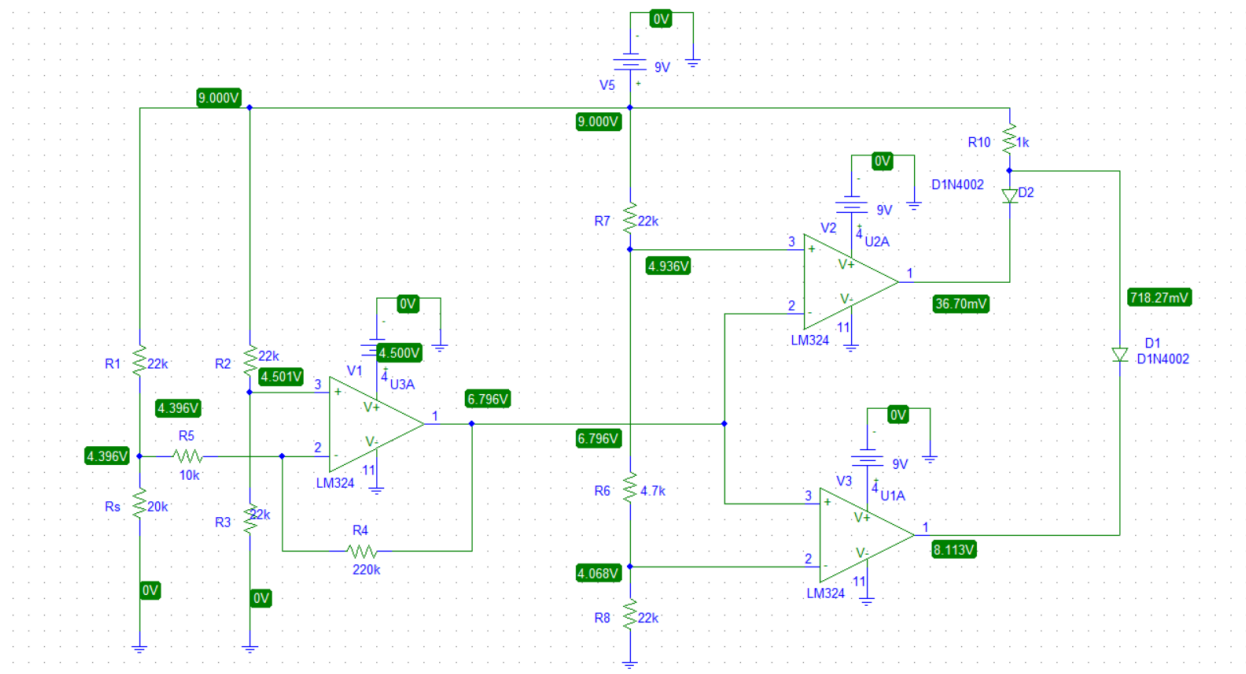 0V
-
9V
V5
+
9.000V
9.000V
R10
1k
0V
D1N4002
D2
-
9V
R7
22k
V2
+
4
U2A
3
+
V+
4.936V
1
V-
36.70mV
718.27mV
2
-
11
LM324
0V
-
D1
D1N4002
4.500V
R1
22k
R2
22k
V1
+
4
U3A
4.501V
3
+
V+
6.796V
4.396V
1
0V
6.796V
-
R5
V-
4.396V
2
-
9V
10k
11
LM324
V3
+
4
U1A
R6
4.7k
3
+
Rs
20k
R3
22k
V+
1
R4
8.113V
V-
4.068V
2
-
220k
11
LM324
0V
0V
R8
22k